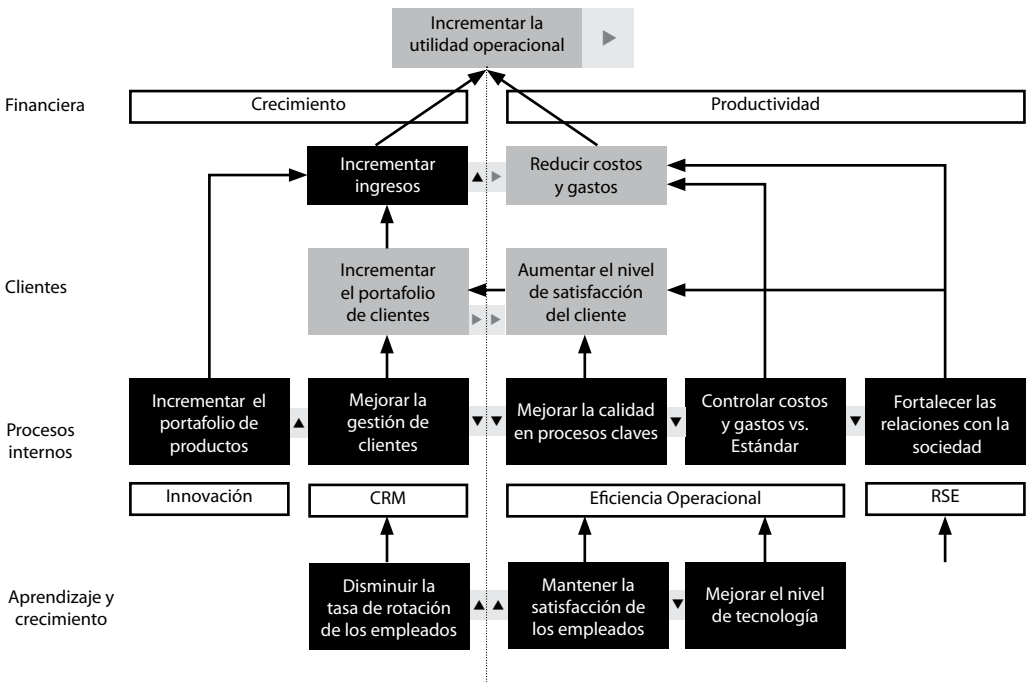 Incrementar la
utilidad operacional
Financiera
Crecimiento
Productividad
Incrementar
ingresos
Reducir costos
y gastos
Clientes
Incrementar
el portafolio
de clientes
Aumentar el nivel
de satisfacción
del cliente
Procesos
internos
Incrementar el
portafolio de
productos
Mejorar la
gestión de
clientes
Mejorar la calidad
en procesos claves
Controlar costos
y gastos vs.
Estándar
Fortalecer las
relaciones con la
sociedad
Innovación
CRM
Eficiencia Operacional
RSE
Aprendizaje y
crecimiento
Disminuir la
tasa de rotación
de los empleados
Mantener la
satisfacción de
los empleados
Mejorar el nivel
de tecnología